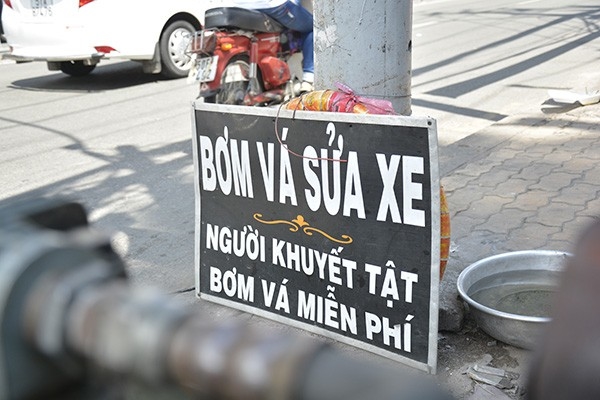 BƠM VÁ SỬA XE
NGƯỜI KHUYẾT TẬT
BƠM VÁ MIỄN PHÍ